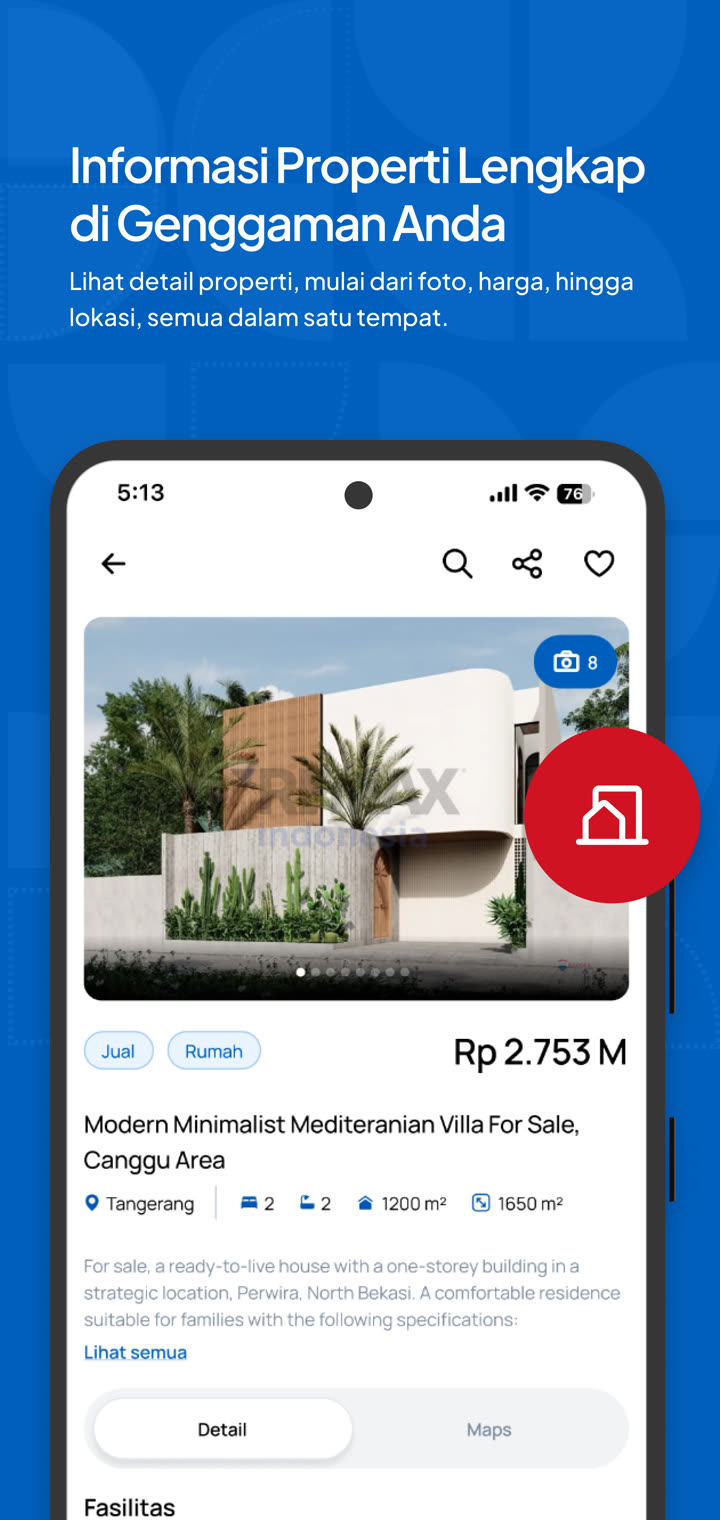 Informasi Properti Lengkap
di Genggaman Anda
Lihat detail properti, mulai dari foto, harga, hingga
lokasi, semua dalam satu tempat.
5:13
76
8
REMAX
Indonesia
Jual
Rumah
Rp 2.753 M
Modern Minimalist Mediteranian Villa For Sale,
Canggu Area
Tangerang
2
2
1200 m²
1650 m²
For sale, a ready-to-live house with a one-storey building in a
strategic location, Perwira, North Bekasi. A comfortable residence
suitable for families with the following specifications:
Lihat semua
Detail
Maps
Fasilitas